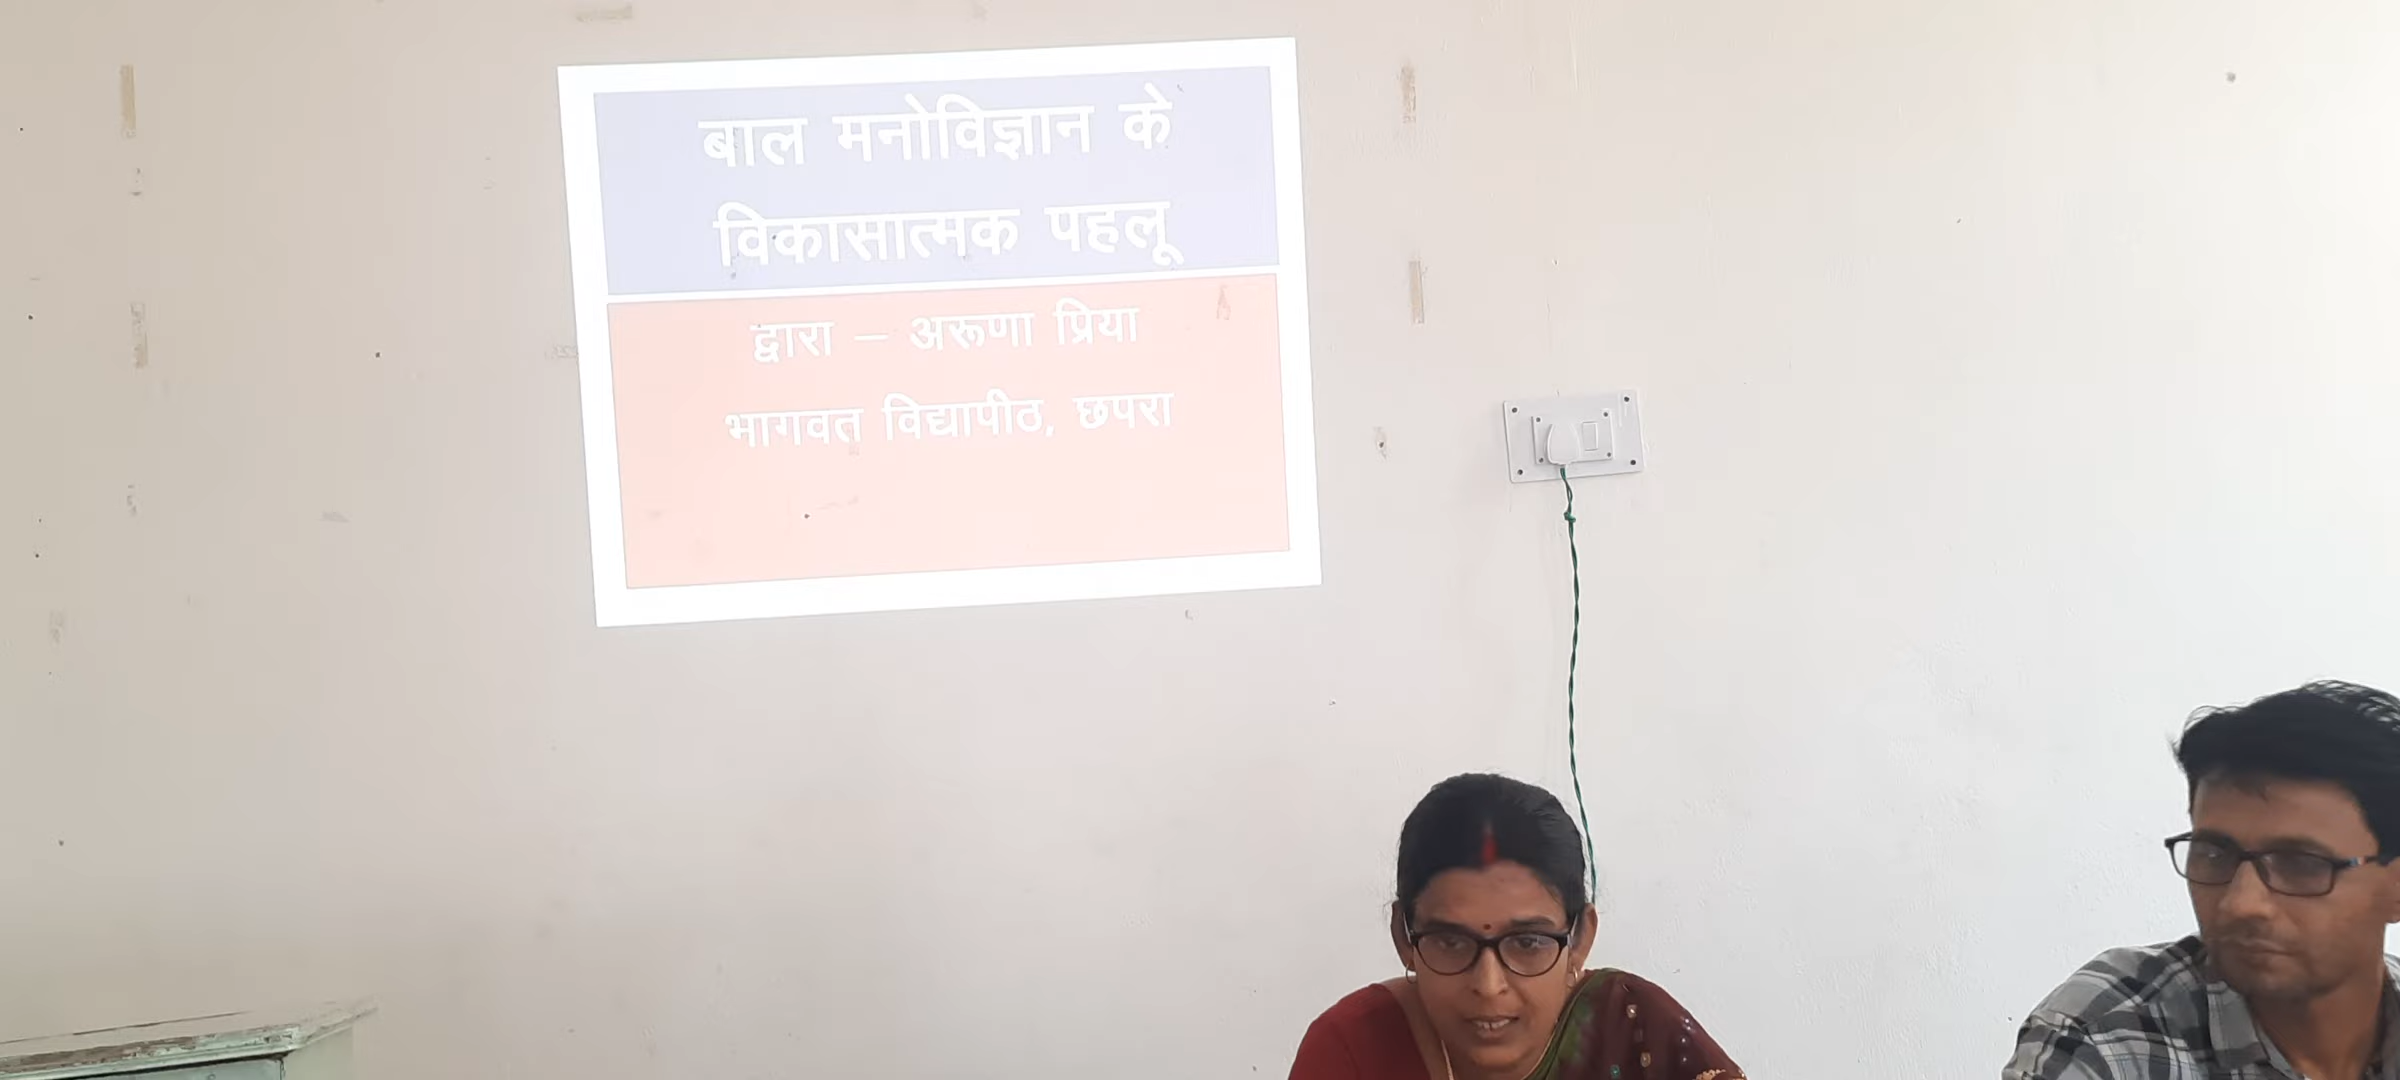 बाल मनोविज्ञान के
विकासात्मक पहलू
द्वारा – अरूणा प्रिया
भागवत विद्यापीठ, छपरा